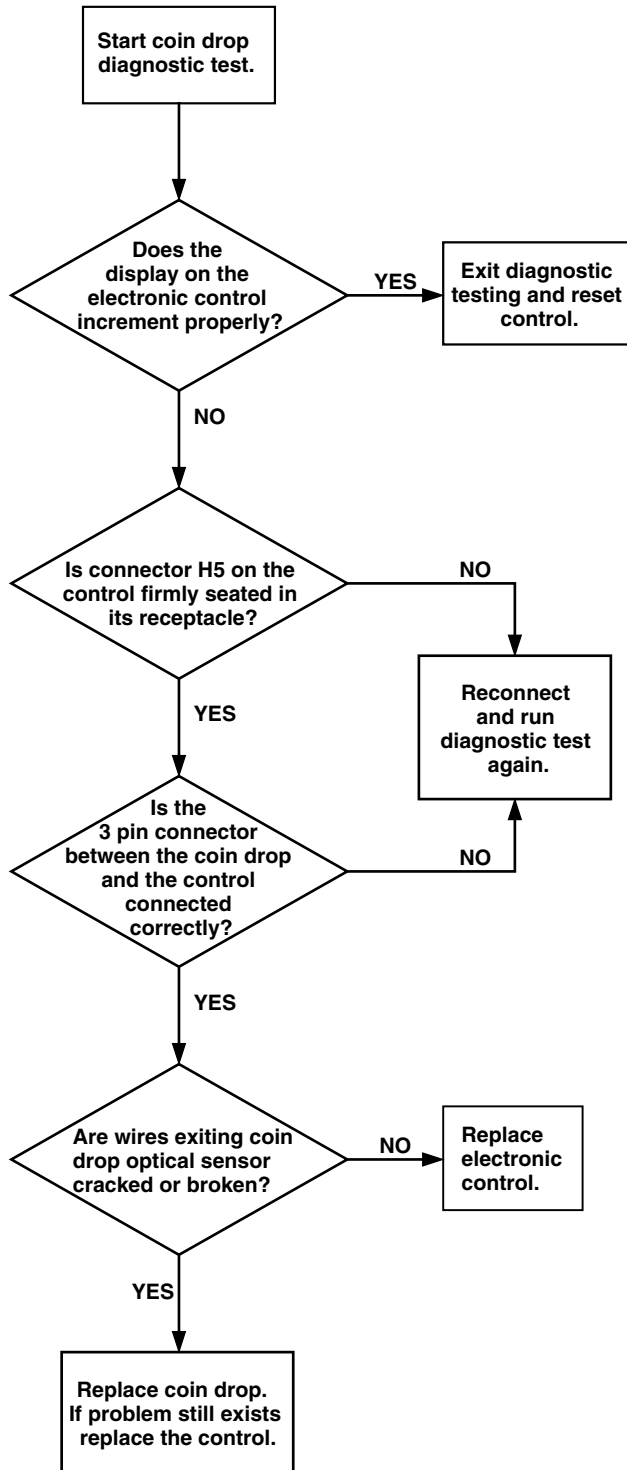 Start coin drop
diagnostic test.
Does the
display on the
electronic control
increment properly?
YES
Exit diagnostic
testing and reset
control.
NO
Is connector H5 on the
control firmly seated in
its receptacle?
NO
Reconnect
and run
diagnostic test
again.
YES
Is the
3 pin connector
between the coin drop
and the control
connected
correctly?
NO
YES
Are wires exiting coin
drop optical sensor
cracked or broken?
NO
Replace
electronic
control.
YES
Replace coin drop.
If problem still exists
replace the control.